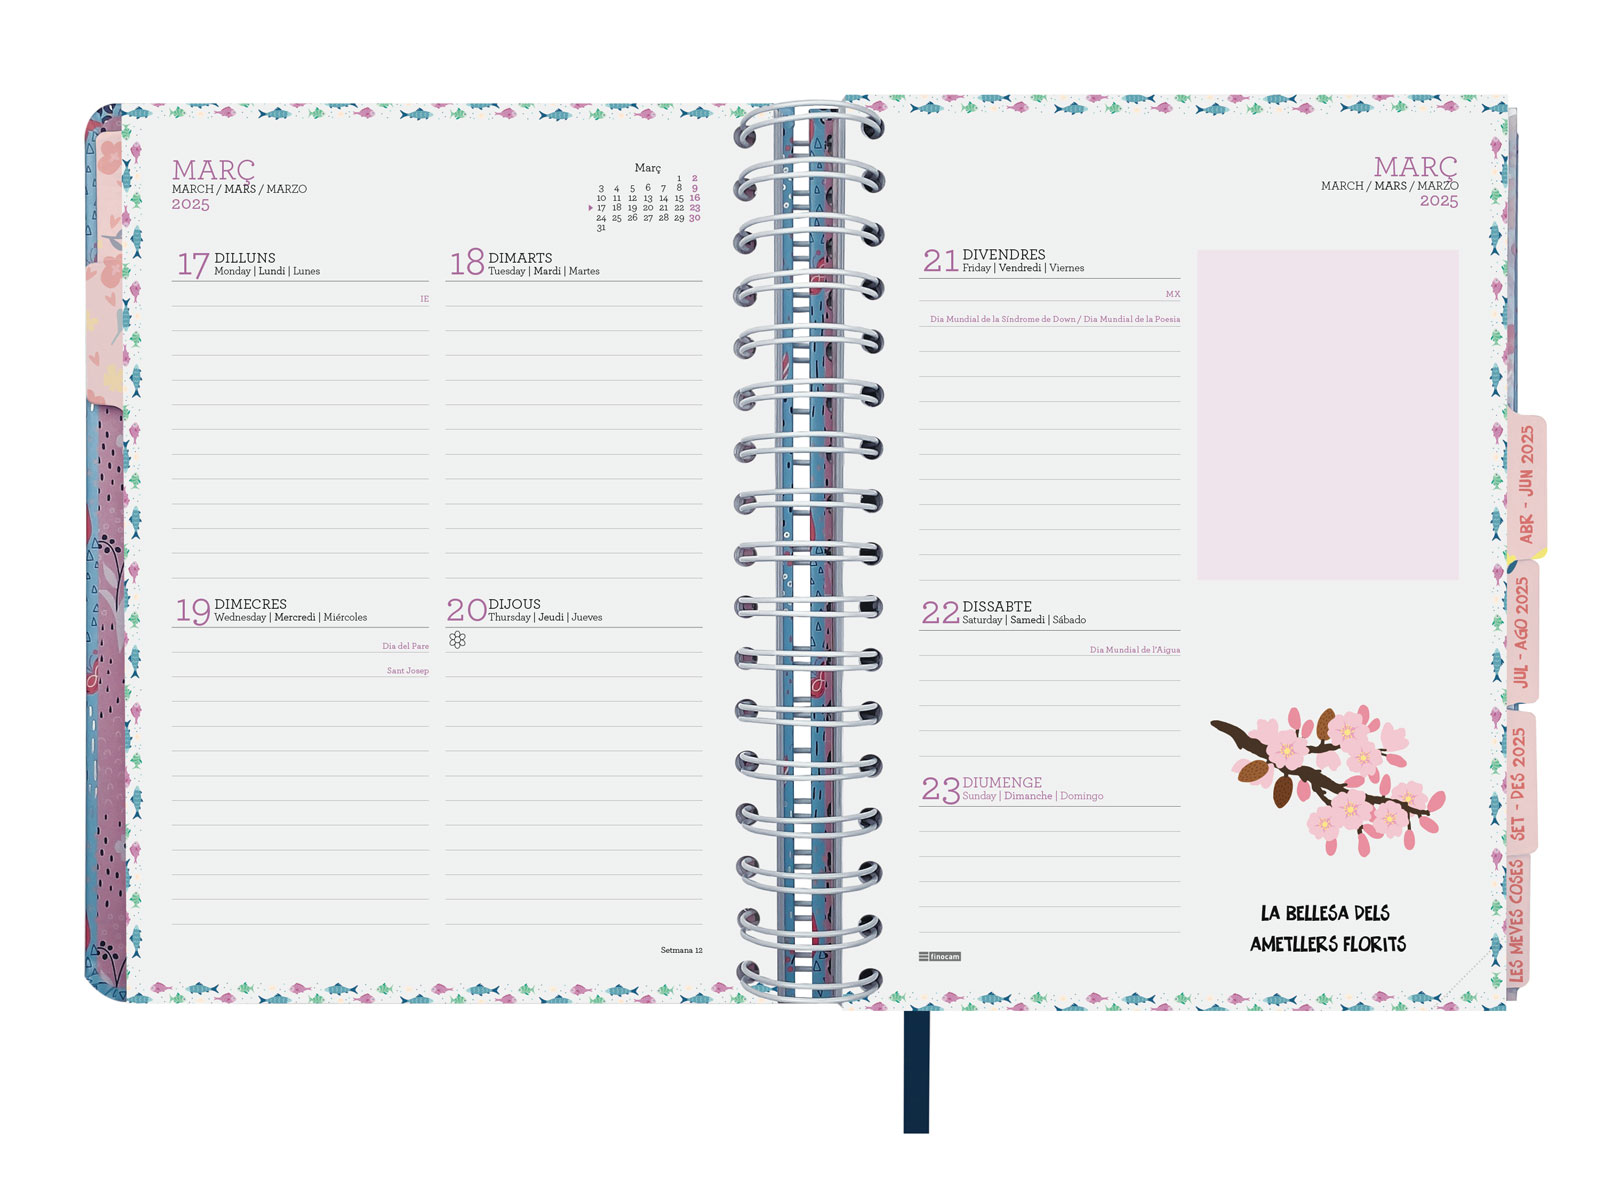 MARÇ
MARCH / MARS / MARZO
2025
Març
1 2
3 4 5 6 7 8 9
10 11 12 13 14 15 16
17 18 19 20 21 22 23
24 25 26 27 28 29 30
31
17 DILLUNS
Monday | Lundi | Lunes
IE
18 DIMARTS
Tuesday | Mardi | Martes
19 DIMECRES
Wednesday | Mercredi | Miércoles
Dia del Pare
Sant Josep
20 DIJOUS
Thursday | Jeudi | Jueves
Setmana 12
MARÇ
MARCH / MARS / MARZO
2025
21 DIVENDRES
Friday | Vendredi | Viernes
MX
Dia Mundial de la Síndrome de Down / Dia Mundial de la Poesia
22 DISSABTE
Saturday | Samedi | Sábado
Dia Mundial de l'Aigua
23 DIUMENGE
Sunday | Dimanche | Domingo
finocam
LA BELLESA DELS
AMETLLERS FLORITS
ABR - JUN 2025
JUL - AGO 2025
SET - DES 2025
LES MEVES COSES